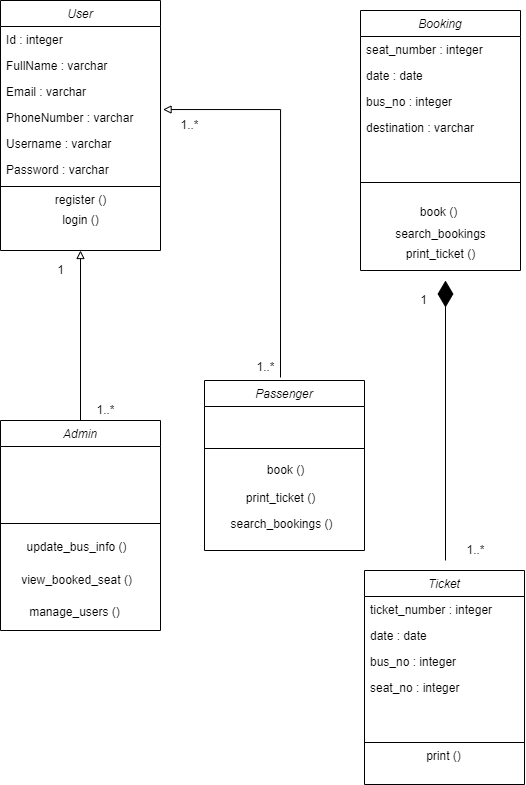 User
Id : integer
FullName : varchar
Email : varchar
PhoneNumber : varchar
Username : varchar
Password : varchar
register ()
login ()
Booking
seat_number : integer
date : date
bus_no : integer
destination : varchar
book ()
search_bookings
print_ticket ()
1..*
1
1
1..*
1..*
Passenger
book ()
print_ticket ()
search_bookings ()
Admin
update_bus_info ()
view_booked_seat ()
manage_users ()
1..*
Ticket
ticket_number : integer
date : date
bus_no : integer
seat_no : integer
print ()